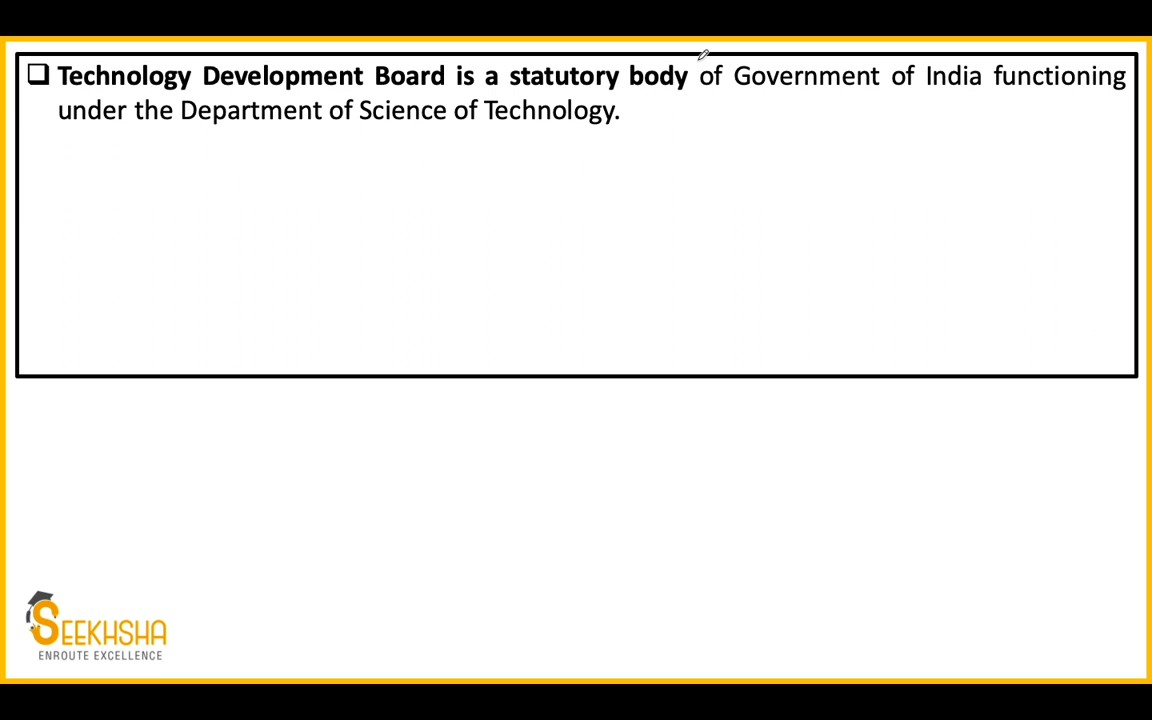 Technology Development Board is a statutory body of Government of India functioning
under the Department of Science of Technology.
SEEKHSHA
ENROUTE EXCELLENCE